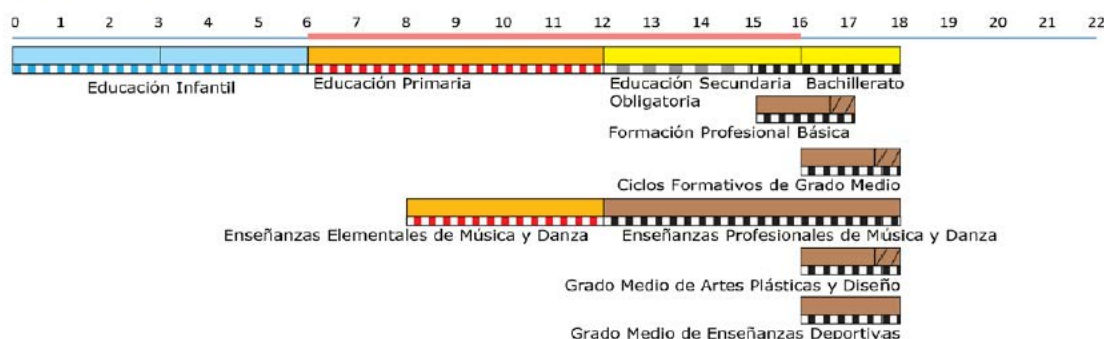 0 1 2 3 4 5 6 7 8 9 10 11 12 13 14 15 16 17 18 19 20 21 22
Educación Infantil
Educación Primaria
Educación Secundaria
Obligatoria
Bachillerato
Formación Profesional Básica
Ciclos Formativos de Grado Medio
Enseñanzas Elementales de Música y Danza
Enseñanzas Profesionales de Música y Danza
Grado Medio de Artes Plásticas y Diseño
Grado Medio de Enseñanzas Deportivas